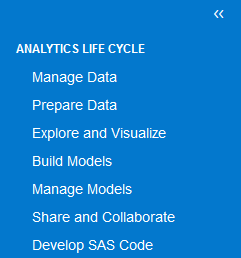 «
ANALYTICS LIFE CYCLE
Manage Data
Prepare Data
Explore and Visualize
Build Models
Manage Models
Share and Collaborate
Develop SAS Code